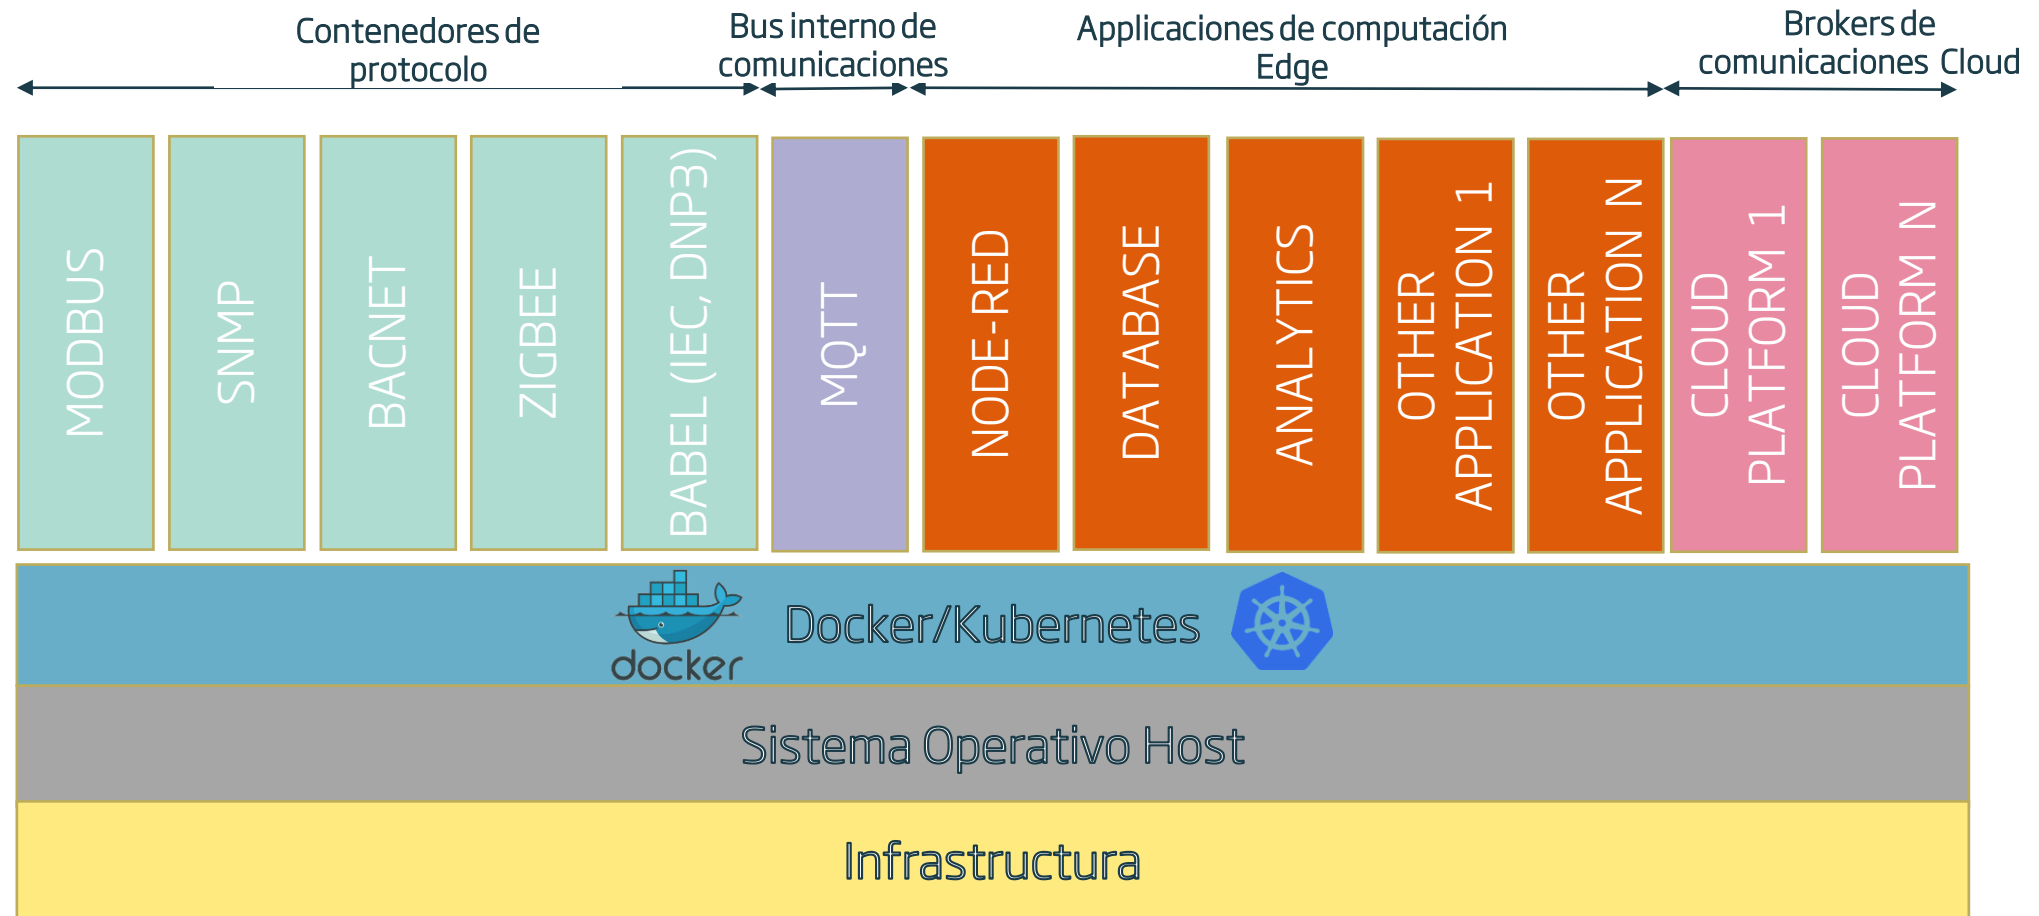 Contenedores de
protocolo
Bus interno de
comunicaciones
Applicaciones de computación
Edge
Brokers de
comunicaciones Cloud
MODBUS
SNMP
BACNET
ZIGBEE
BABEL (IEC, DNP3)
MQTT
NODE-RED
DATABASE
ANALYTICS
OTHER
APPLICATION 1
OTHER
APPLICATION N
CLOUD
PLATFORM 1
CLOUD
PLATFORM N
docker
Docker/Kubernetes
Sistema Operativo Host
Infrastructura